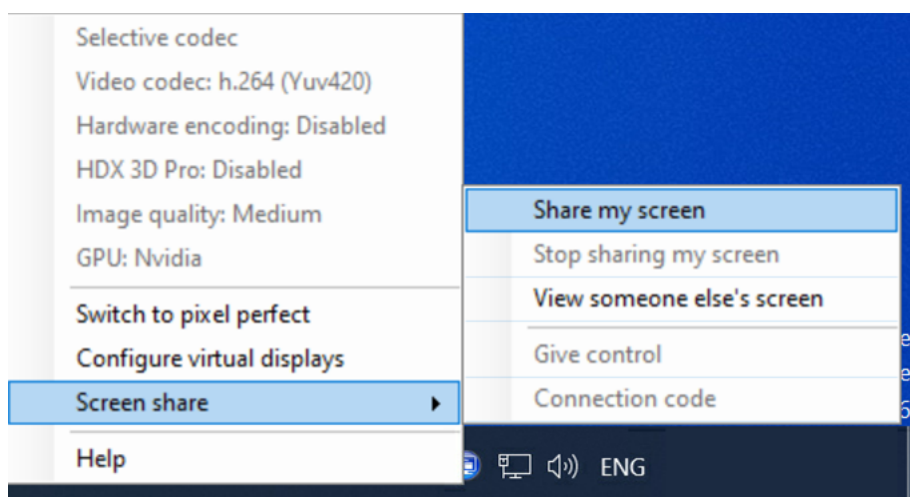 Selective codec
Video codec: h.264 (Yuv420)
Hardware encoding: Disabled
HDX 3D Pro: Disabled
Image quality: Medium
GPU: Nvidia
Switch to pixel perfect
Configure virtual displays
Screen share
Help
Share my screen
Stop sharing my screen
View someone else's screen
Give control
Connection code
ENG